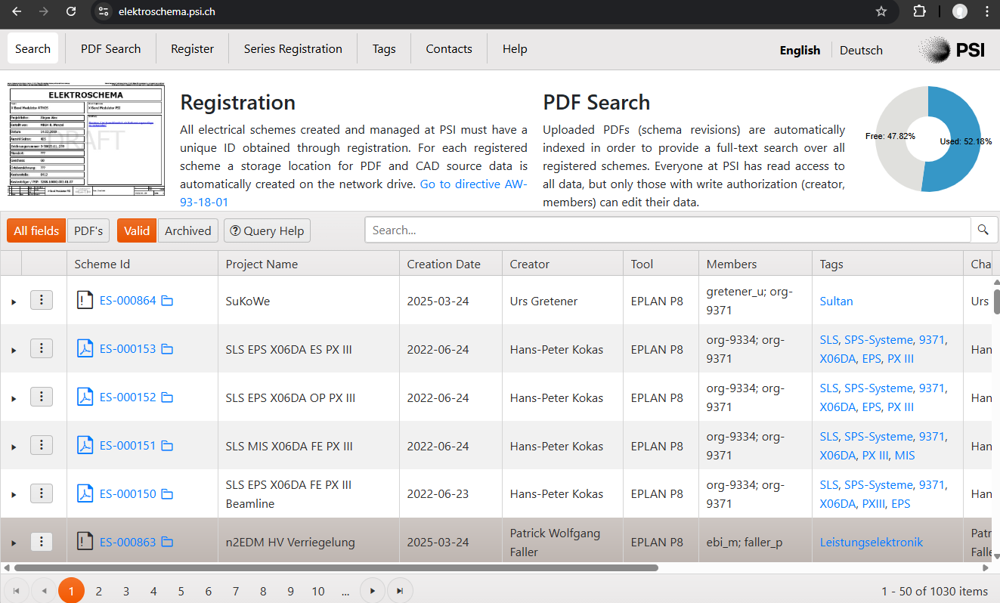 elektroschema.psi.ch
Search
PDF Search
Register
Series Registration
Tags
Contacts
Help
English
Deutsch
PSI
ELEKTROSCHEMA
X-Band Modulator ATHOS
X-Band Modulator PSI
DRAFT
Registration
All electrical schemes created and managed at PSI must have a
unique ID obtained through registration. For each registered
scheme a storage location for PDF and CAD source data is
automatically created on the network drive. Go to directive AW-
93-18-01
PDF Search
Uploaded PDFs (schema revisions) are automatically
indexed in order to provide a full-text search over all
registered schemes. Everyone at PSI has read access to
all data, but only those with write authorization (creator,
members) can edit their data.
Free: 47.82%
Used: 52.18%
All fields
PDF's
Valid
Archived
Query Help
Search...
Scheme Id
Project Name
Creation Date
Creator
Tool
Members
Tags
Cha
ES-000864
SuKoWe
2025-03-24
Urs Gretener
EPLAN P8
gretener_u; org-
9371
Sultan
Urs
ES-000153
SLS EPS X06DA ES PX III
2022-06-24
Hans-Peter Kokas
EPLAN P8
org-9334; org-
9371
SLS, SPS-Systeme, 9371,
X06DA, EPS, PX III
Han
ES-000152
SLS EPS X06DA OP PX III
2022-06-24
Hans-Peter Kokas
EPLAN P8
org-9334; org-
9371
SLS, SPS-Systeme, 9371,
X06DA, EPS, PX III
Han
ES-000151
SLS MIS X06DA FE PX III
2022-06-24
Hans-Peter Kokas
EPLAN P8
org-9334; org-
9371
SLS, SPS-Systeme, 9371,
X06DA, PX III, MIS
Han
ES-000150
SLS EPS X06DA FE PX III
Beamline
2022-06-23
Hans-Peter Kokas
EPLAN P8
org-9334; org-
9371
SLS, SPS-Systeme, 9371,
X06DA, PXIII, EPS
Han
ES-000863
n2EDM HV Verriegelung
2025-03-24
Patrick Wolfgang
Faller
EPLAN P8
ebi_m; faller_p
Leistungselektronik
Patr
Falle
1 2 3 4 5 6 7 8 9 10 ...
1 - 50 of 1030 items